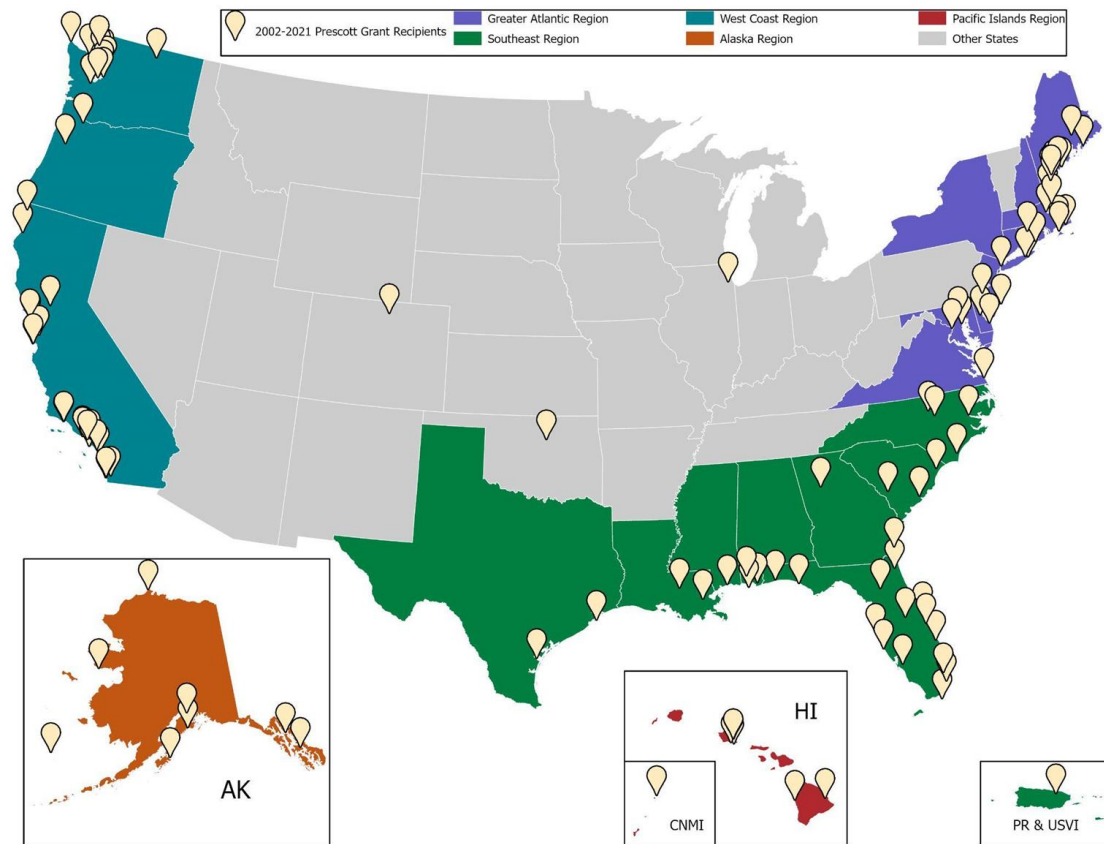 2002-2021 Prescott Grant Recipients
Greater Atlantic Region
West Coast Region
Pacific Islands Region
Southeast Region
Alaska Region
Other States
AK
HI
CNMI
PR & USVI